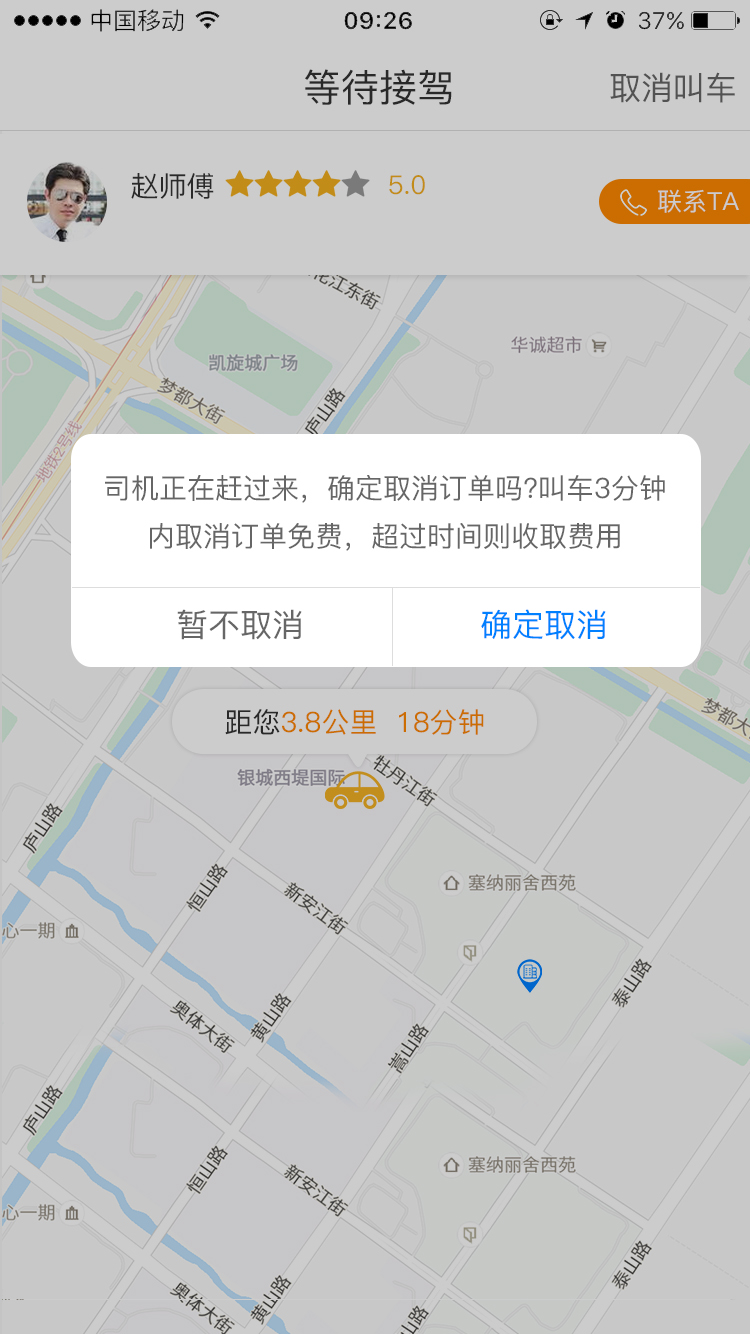 中国移动
09:26
37%
等待接驾
取消叫车
赵师傅
5.0
联系TA
花江东街
华诚超市
凯旋城广场
梦都大街
庐山路
地铁2号线
司机正在赶过来，确定取消订单吗?叫车3分钟
内取消订单免费，超过时间则收取费用
暂不取消
确定取消
梦都大
距您3.8公里 18分钟
银城西堤国际
牡丹江街
庐山路
恒山路
塞纳丽舍西苑
新安江街
心一期
泰山路
奥体大街
黄山路
嵩山路
庐山路
恒山路
塞纳丽舍西苑
新安江街
心一期
泰山路
奥体大街
黄山路
山路